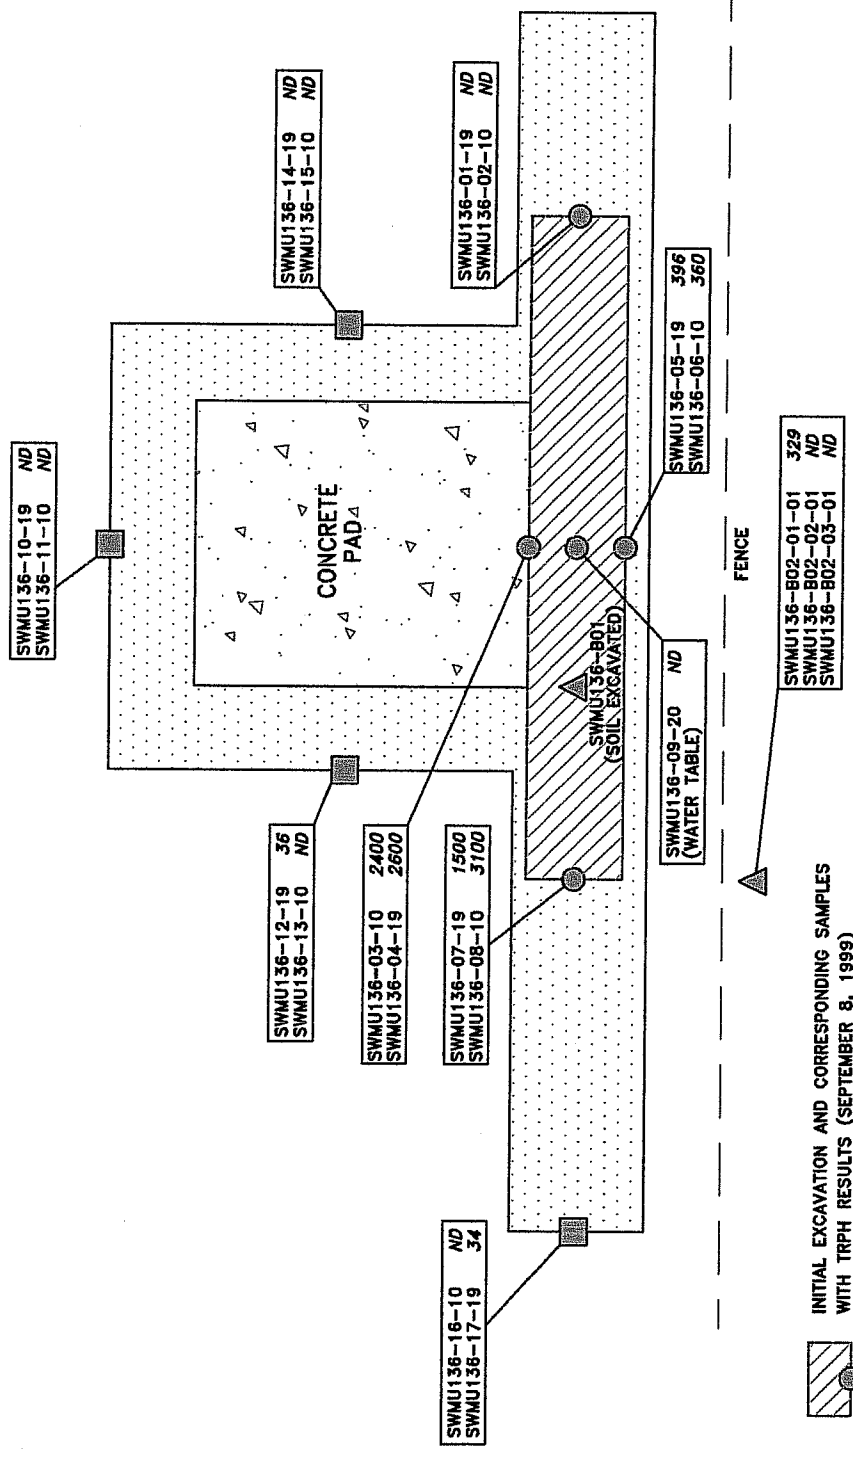 SWMU136-10-19 ND
SWMU136-11-10 ND
SWMU136-14-19 ND
SWMU136-15-10 ND
SWMU136-12-19 36
SWMU136-13-10 ND
CONCRETE
PAD
SWMU136-03-10 2400
SWMU136-04-19 2600
SWMU136-01-19 ND
SWMU136-02-10 ND
SWMU136-07-19 1500
SWMU136-08-10 3100
SWMU136-16-10 ND
SWMU136-17-19 34
SWMU136-B01
(SOIL EXCAVATED)
SWMU136-09-20 ND
(WATER TABLE)
SWMU136-05-19 396
SWMU136-06-10 360
FENCE
SWMU136-B02-01-01 329
SWMU136-B02-02-01 ND
SWMU136-B02-03-01 ND
INITIAL EXCAVATION AND CORRESPONDING SAMPLES
WITH TRPH RESULTS (SEPTEMBER 8, 1999)